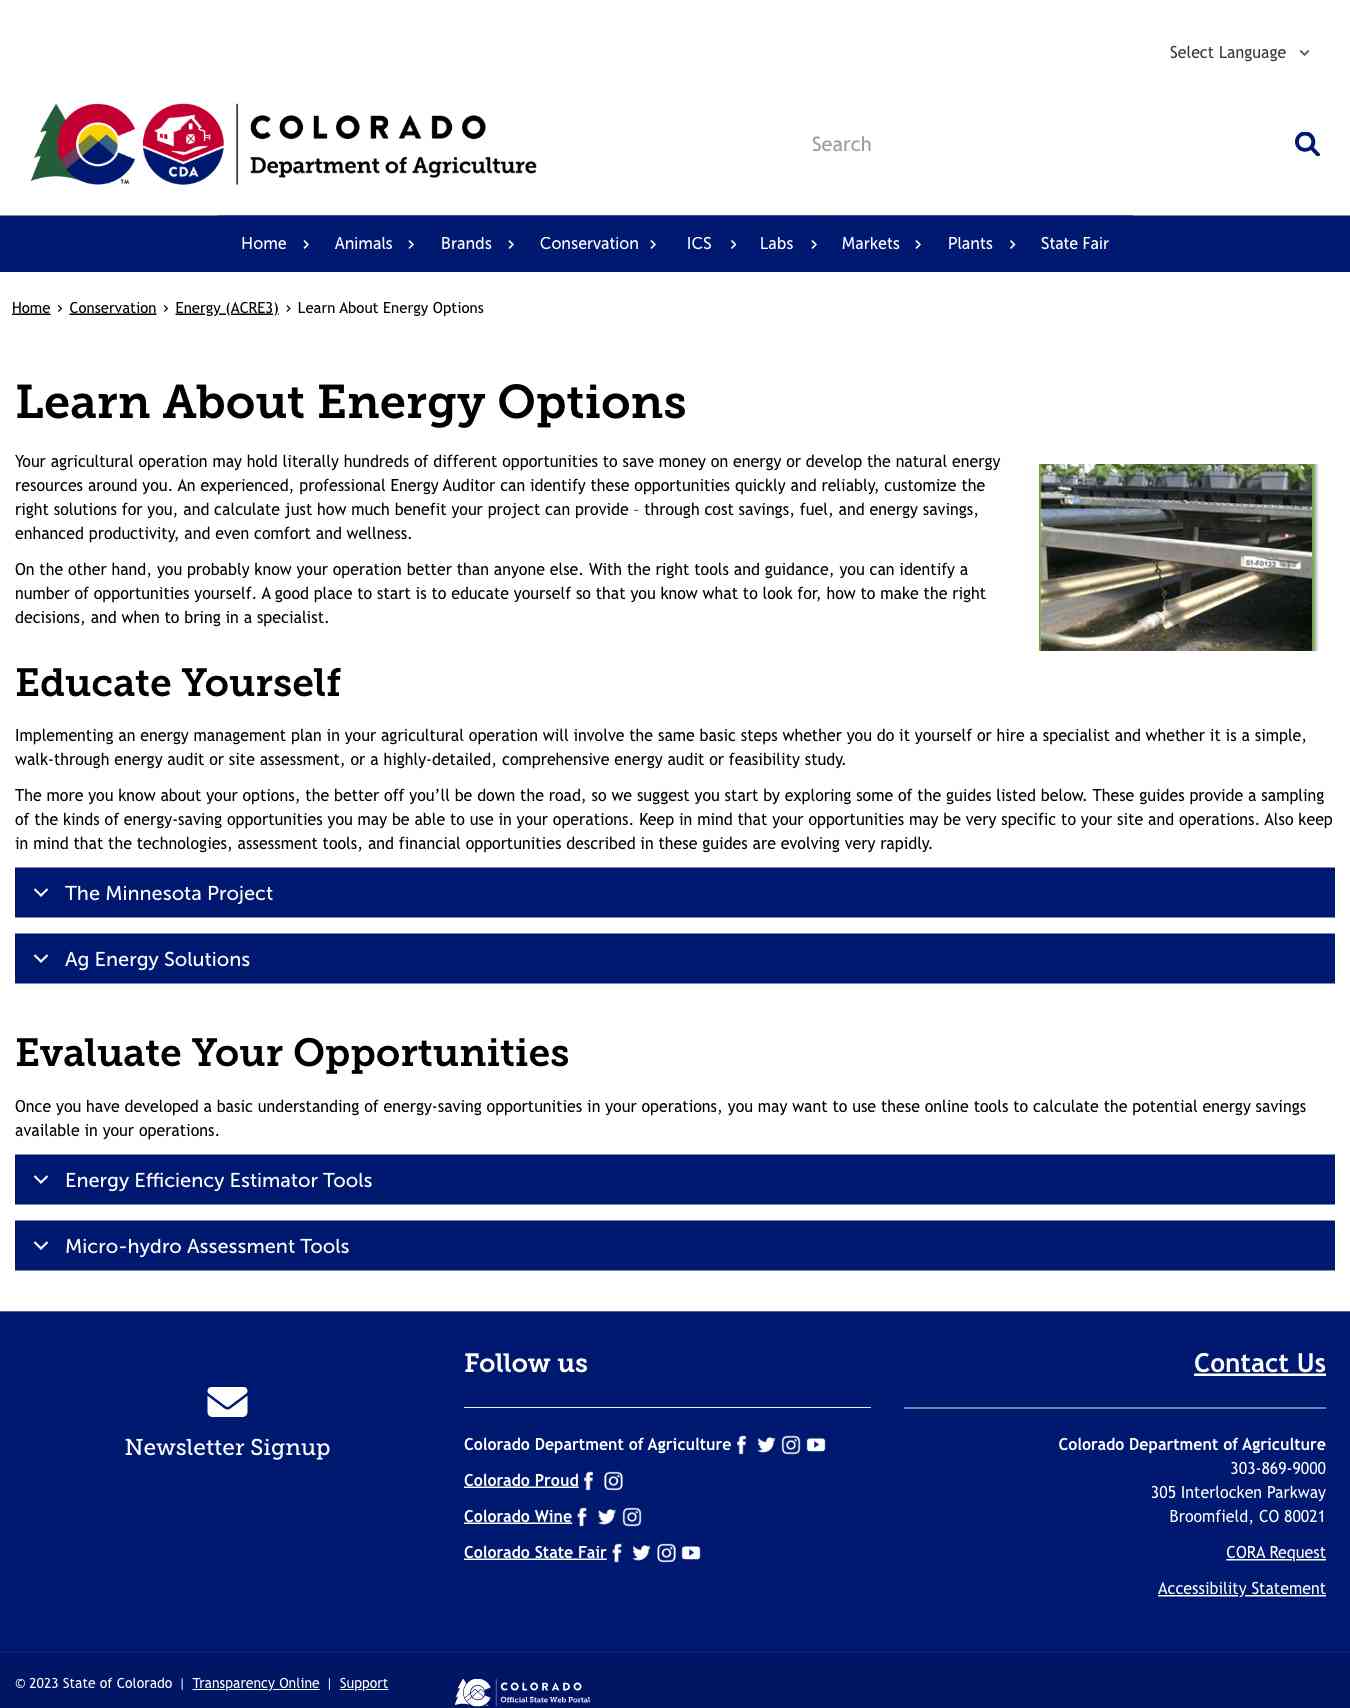 Select Language
COLORADO
Department of Agriculture
CDA
TM
Search
Home Animals Brands Conservation ICS Labs Markets Plants State Fair
Home › Conservation › Energy (ACRE3) › Learn About Energy Options
Learn About Energy Options
Your agricultural operation may hold literally hundreds of different opportunities to save money on energy or develop the natural energy
resources around you. An experienced, professional Energy Auditor can identify these opportunities quickly and reliably, customize the
right solutions for you, and calculate just how much benefit your project can provide – through cost savings, fuel, and energy savings,
enhanced productivity, and even comfort and wellness.
On the other hand, you probably know your operation better than anyone else. With the right tools and guidance, you can identify a
number of opportunities yourself. A good place to start is to educate yourself so that you know what to look for, how to make the right
decisions, and when to bring in a specialist.
Educate Yourself
Implementing an energy management plan in your agricultural operation will involve the same basic steps whether you do it yourself or hire a specialist and whether it is a simple,
walk-through energy audit or site assessment, or a highly-detailed, comprehensive energy audit or feasibility study.
The more you know about your options, the better off you’ll be down the road, so we suggest you start by exploring some of the guides listed below. These guides provide a sampling
of the kinds of energy-saving opportunities you may be able to use in your operations. Keep in mind that your opportunities may be very specific to your site and operations. Also keep
in mind that the technologies, assessment tools, and financial opportunities described in these guides are evolving very rapidly.
The Minnesota Project
Ag Energy Solutions
Evaluate Your Opportunities
Once you have developed a basic understanding of energy-saving opportunities in your operations, you may want to use these online tools to calculate the potential energy savings
available in your operations.
Energy Efficiency Estimator Tools
Micro-hydro Assessment Tools
Newsletter Signup
Follow us
Colorado Department of Agriculture
Colorado Proud
Colorado Wine
Colorado State Fair
Contact Us
Colorado Department of Agriculture
303-869-9000
305 Interlocken Parkway
Broomfield, CO 80021
CORA Request
Accessibility Statement
© 2023 State of Colorado | Transparency Online | Support
COLORADO
Official State Web Portal